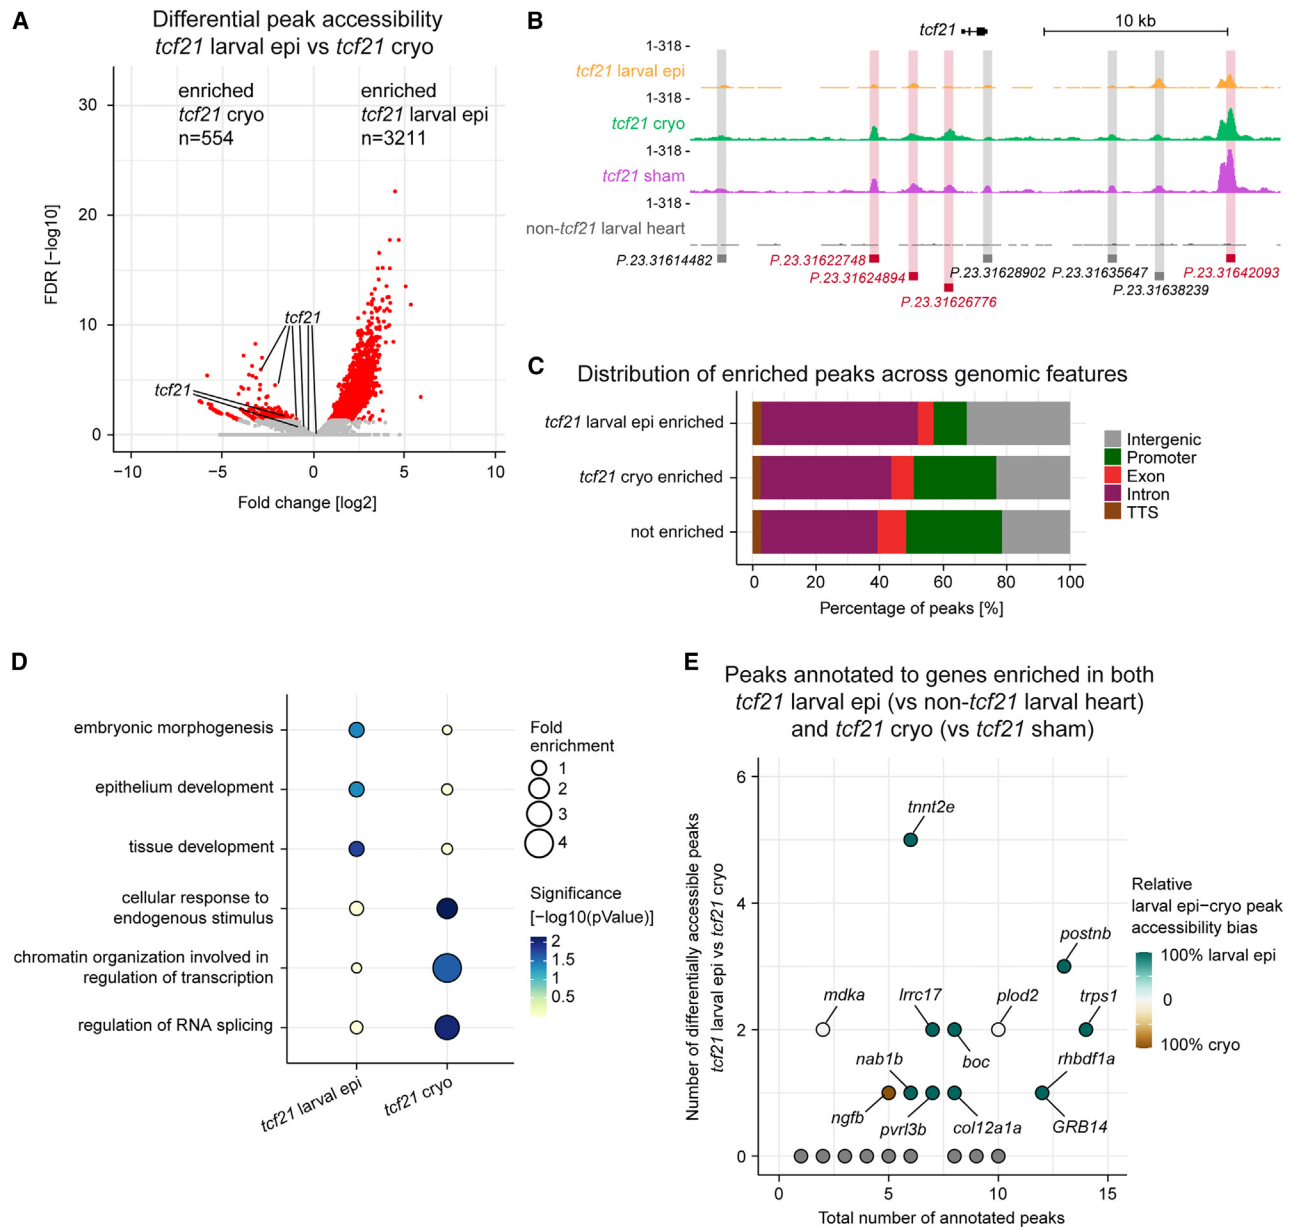 A
Differential peak accessibility
tcf21 larval epi vs tcf21 cryo
enriched
tcf21 cryo
n=554
enriched
tcf21 larval epi
n=3211
FDR [−log10]
30
20
10
0
tcf21
tcf21
−10
−5
0
5
10
Fold change [log2]
B
tcf21
10 kb
1-318 -
tcf21 larval epi
1-318 -
tcf21 cryo
1-318 -
tcf21 sham
1-318 -
non-tcf21 larval heart
P.23.31614482
P.23.31622748
P.23.31624894
P.23.31626776
P.23.31628902
P.23.31635647
P.23.31638239
P.23.31642093
C
Distribution of enriched peaks across genomic features
tcf21 larval epi enriched
tcf21 cryo enriched
not enriched
0
20
40
60
80
100
Percentage of peaks [%]
Intergenic
Promoter
Exon
Intron
TTS
D
embryonic morphogenesis
epithelium development
tissue development
cellular response to
endogenous stimulus
chromatin organization involved in
regulation of transcription
regulation of RNA splicing
tcf21 larval epi
tcf21 cryo
Fold
enrichment
1
2
3
4
Significance
[−log10(pValue)]
2
1.5
1
0.5
E
Peaks annotated to genes enriched in both
tcf21 larval epi (vs non-tcf21 larval heart)
and tcf21 cryo (vs tcf21 sham)
Number of differentially accessible peaks
tcf21 larval epi vs tcf21 cryo
6
4
2
0
tnnt2e
postnb
mdka
lrrc17
plod2
trps1
boc
nab1b
rhbdf1a
ngfb
pvrl3b
col12a1a
GRB14
0
5
10
15
Total number of annotated peaks
Relative
larval epi−cryo peak
accessibility bias
100% larval epi
0
100% cryo